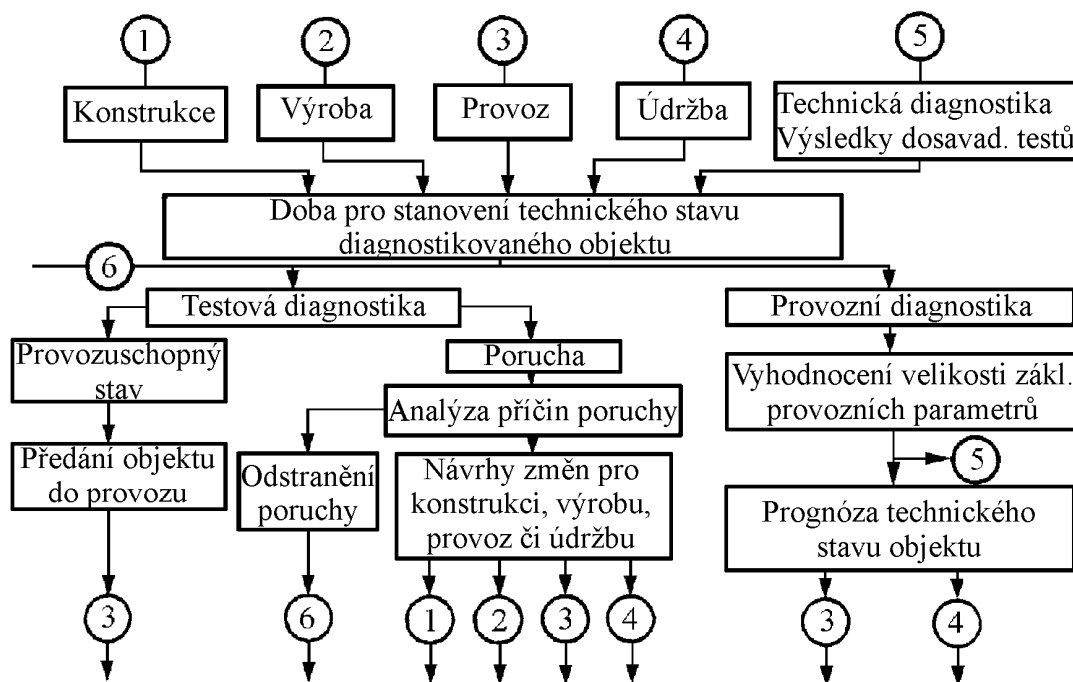 1
2
3
4
5
Konstrukce
Výroba
Provoz
Údržba
Technická diagnostika
Výsledky dosavad. testů
Doba pro stanovení technického stavu
diagnostikovaného objektu
6
Testová diagnostika
Provozní diagnostika
Provozuschopný
stav
Porucha
Vyhodnocení velikosti zákl.
provozních parametrů
Analýza příčin poruchy
5
Předání objektu
do provozu
Odstranění
poruchy
Návrhy změn pro
konstrukci, výrobu,
provoz či údržbu
Prognóza technického
stavu objektu
3
6
1
2
3
4
3
4